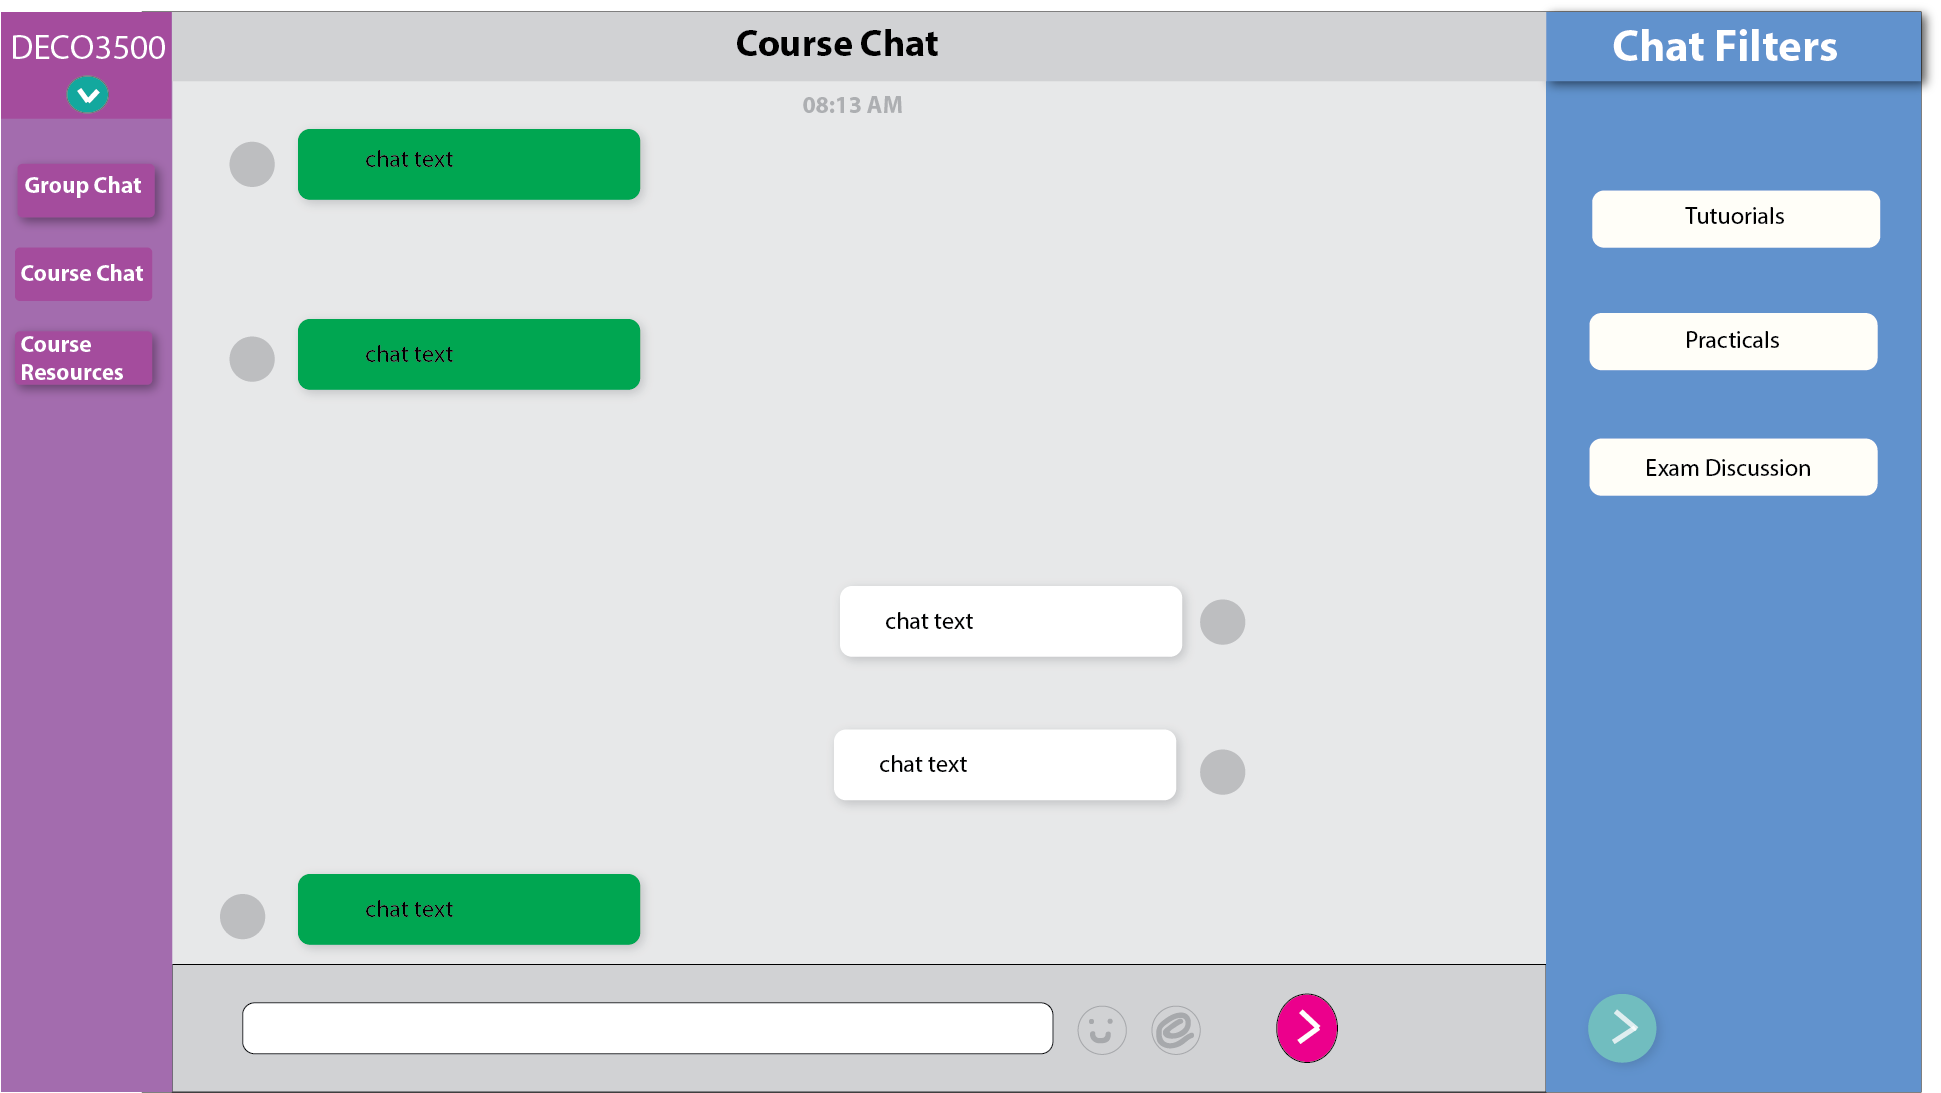 DECO3500
Group Chat
Course Chat
Course
Resources
Course Chat
08:13 AM
chat text
chat text
chat text
chat text
chat text
Chat Filters
Tutuorials
Practicals
Exam Discussion